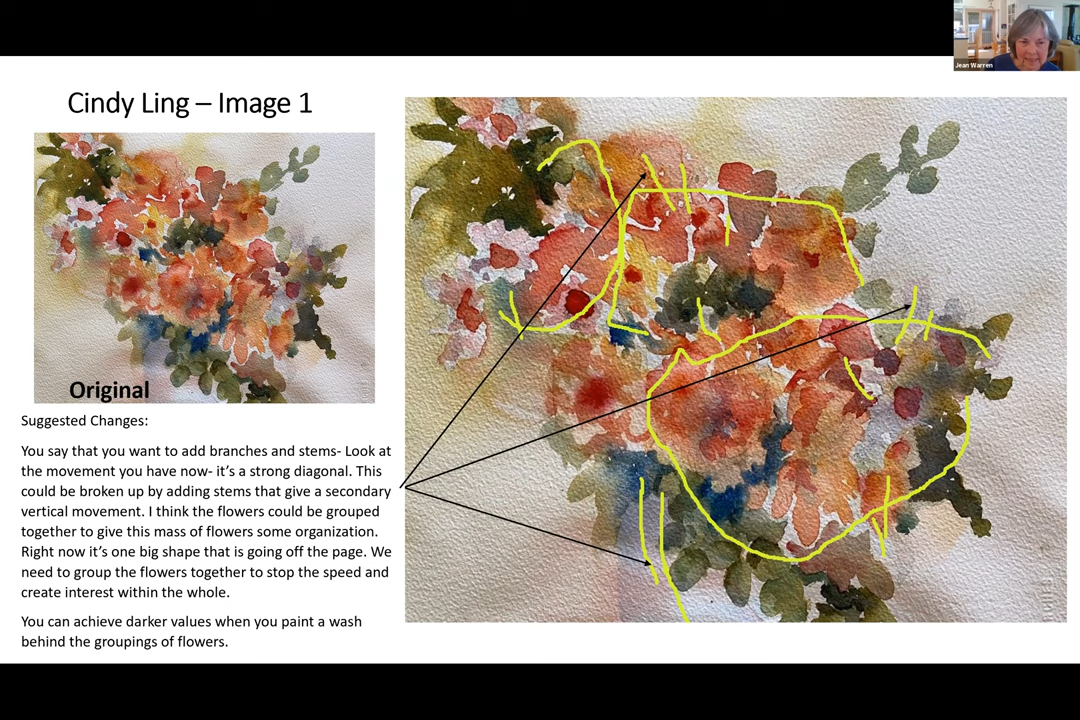 Jean Warren
Cindy Ling – Image 1
Original
Suggested Changes:
You say that you want to add branches and stems- Look at
the movement you have now- it's a strong diagonal. This
could be broken up by adding stems that give a secondary
vertical movement. I think the flowers could be grouped
together to give this mass of flowers some organization.
Right now it's one big shape that is going off the page. We
need to group the flowers together to stop the speed and
create interest within the whole.
You can achieve darker values when you paint a wash
behind the groupings of flowers.